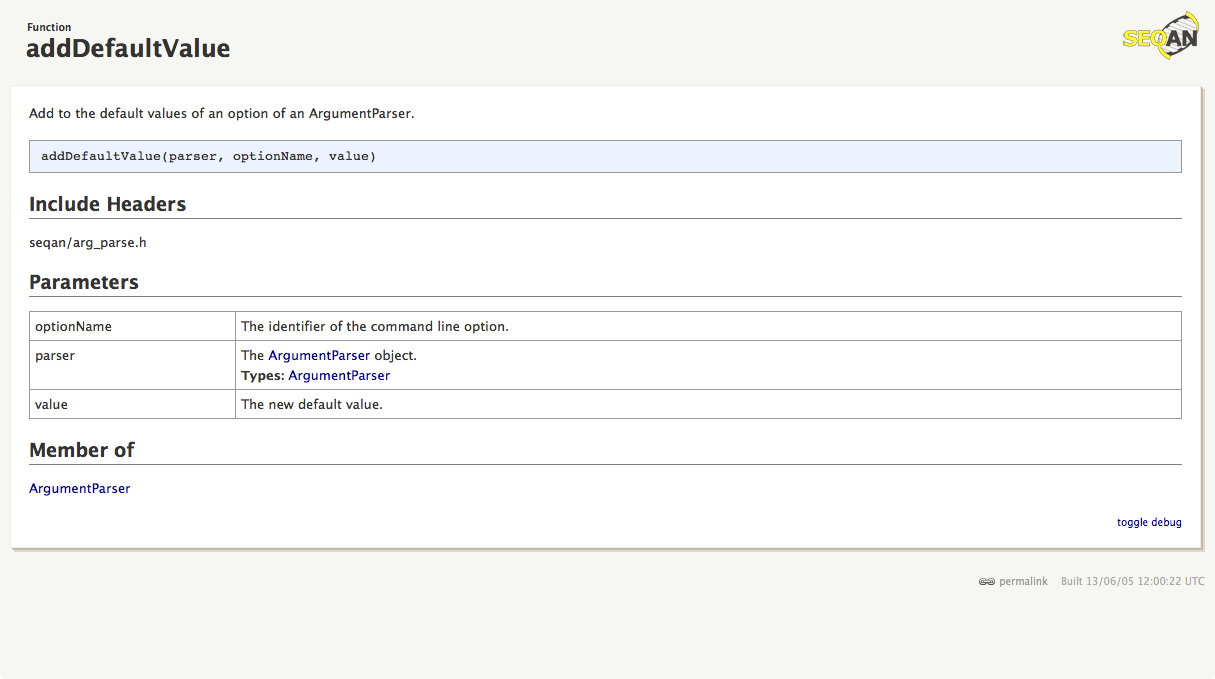 Function
addDefaultValue
SEQAN
Add to the default values of an option of an ArgumentParser.
addDefaultValue(parser, optionName, value)
Include Headers
seqan/arg_parse.h
Parameters
optionName The identifier of the command line option.
parser The ArgumentParser object.
Types: ArgumentParser
value The new default value.
Member of
ArgumentParser
toggle debug
permalink Built 13/06/05 12:00:22 UTC